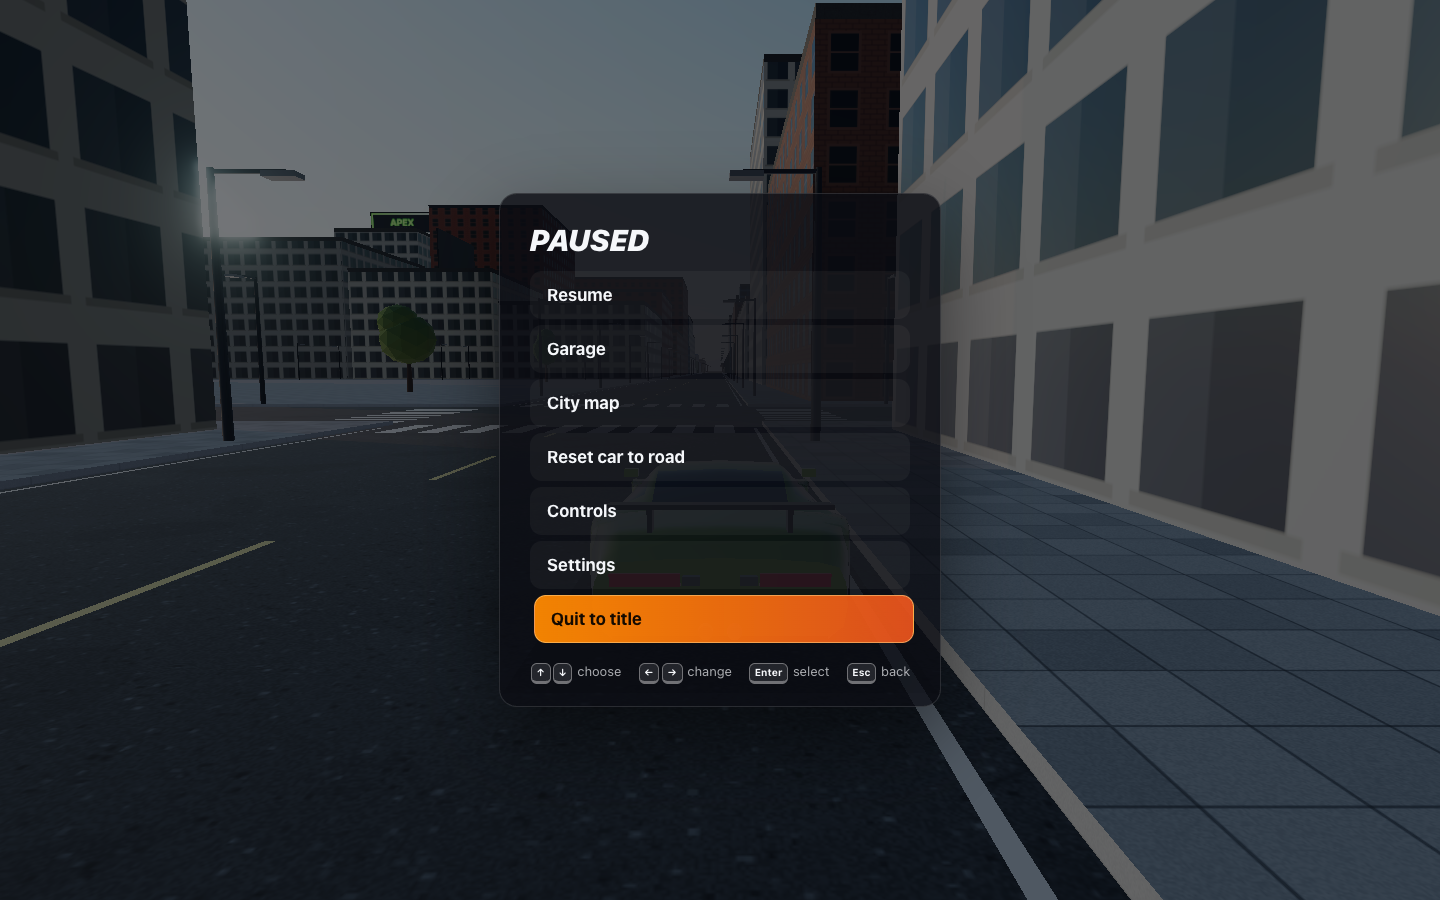 APEX
PAUSED
Resume
Garage
City map
Reset car to road
Controls
Settings
Quit to title
↑ ↓ choose ← → change Enter select Esc back